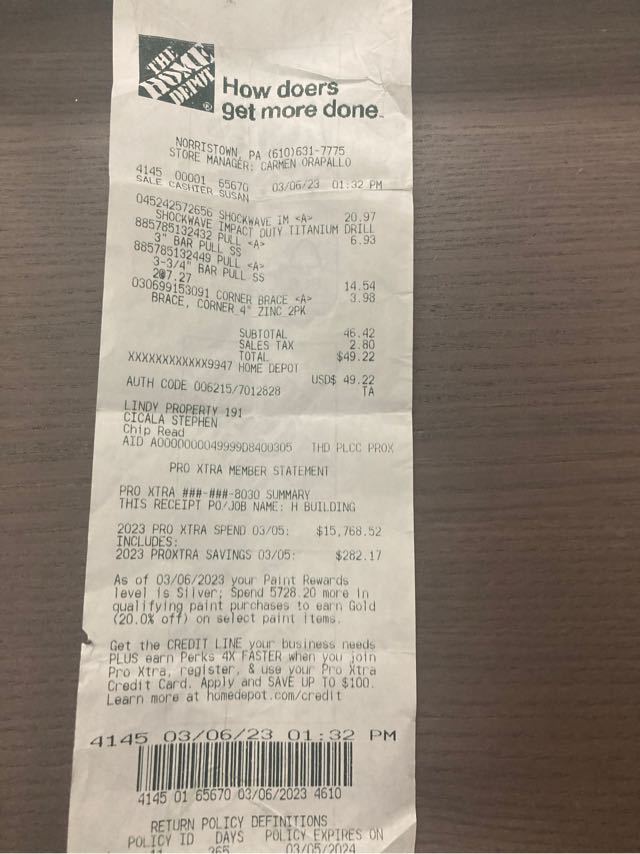 THE
HOME
DEPOT
How doers
get more done.
NORRISTOWN, PA (610)631-7775
STORE MANAGER: CARMEN ORAPALLO
4145 00001 65670 03/06/23 01:32 PM
SALE CASHIER SUSAN
045242572656 SHOCKWAVE IM <A> 20.97
SHOCKWAVE IMPACT DUTY TITANIUM DRILL
885785132432 PULL <A> 6.93
3" BAR PULL SS
885785132449 PULL <A>
3-3/4" BAR PULL SS
2@7.27 14.54
030699153091 CORNER BRACE <A> 3.98
BRACE, CORNER 4" ZINC 2PK
SUBTOTAL 46.42
SALES TAX 2.80
TOTAL $49.22
XXXXXXXXXXXX9947 HOME DEPOT
USD$ 49.22
AUTH CODE 006215/7012828 TA
LINDY PROPERTY 191
CICALA STEPHEN
Chip Read
AID A0000000049999D8400305 THD PLCC PROX
PRO XTRA MEMBER STATEMENT
PRO XTRA ###-###-8030 SUMMARY
THIS RECEIPT PO/JOB NAME: H BUILDING
2023 PRO XTRA SPEND 03/05: $15,768.52
INCLUDES:
2023 PROXTRA SAVINGS 03/05: $282.17
As of 03/06/2023 your Paint Rewards
level is Silver; Spend 5728.20 more in
qualifying paint purchases to earn Gold
(20.0% off) on select paint items.
Get the CREDIT LINE your business needs
PLUS earn Perks 4X FASTER when you join
Pro Xtra, register, & use your Pro Xtra
Credit Card. Apply and SAVE UP TO $100.
Learn more at homedepot.com/credit
4145 03/06/23 01:32 PM
4145 01 65670 03/06/2023 4610
RETURN POLICY DEFINITIONS
POLICY ID DAYS POLICY EXPIRES ON
11 365 03/05/2024